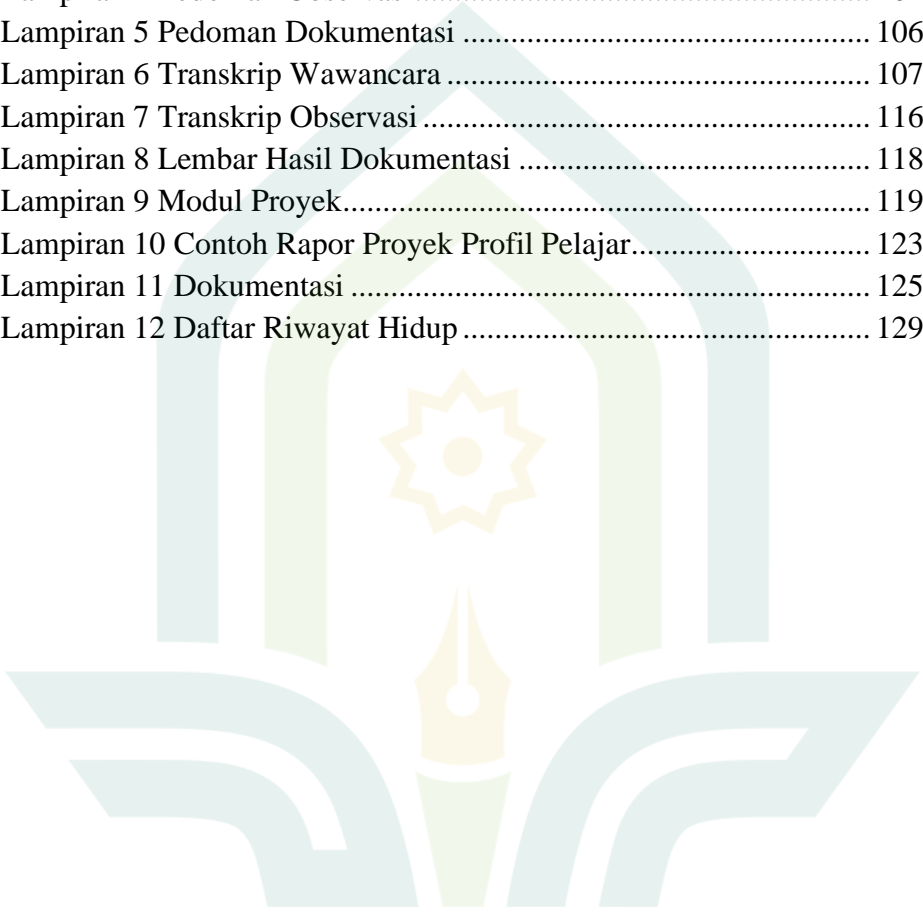 Lampiran 5 Pedoman Dokumentasi ............................................ 106
Lampiran 6 Transkrip Wawancara ............................................. 107
Lampiran 7 Transkrip Observasi ................................................ 116
Lampiran 8 Lembar Hasil Dokumentasi ...................................... 118
Lampiran 9 Modul Proyek......................................................... 119
Lampiran 10 Contoh Rapor Proyek Profil Pelajar.......................... 123
Lampiran 11 Dokumentasi ........................................................ 125
Lampiran 12 Daftar Riwayat Hidup ............................................ 129